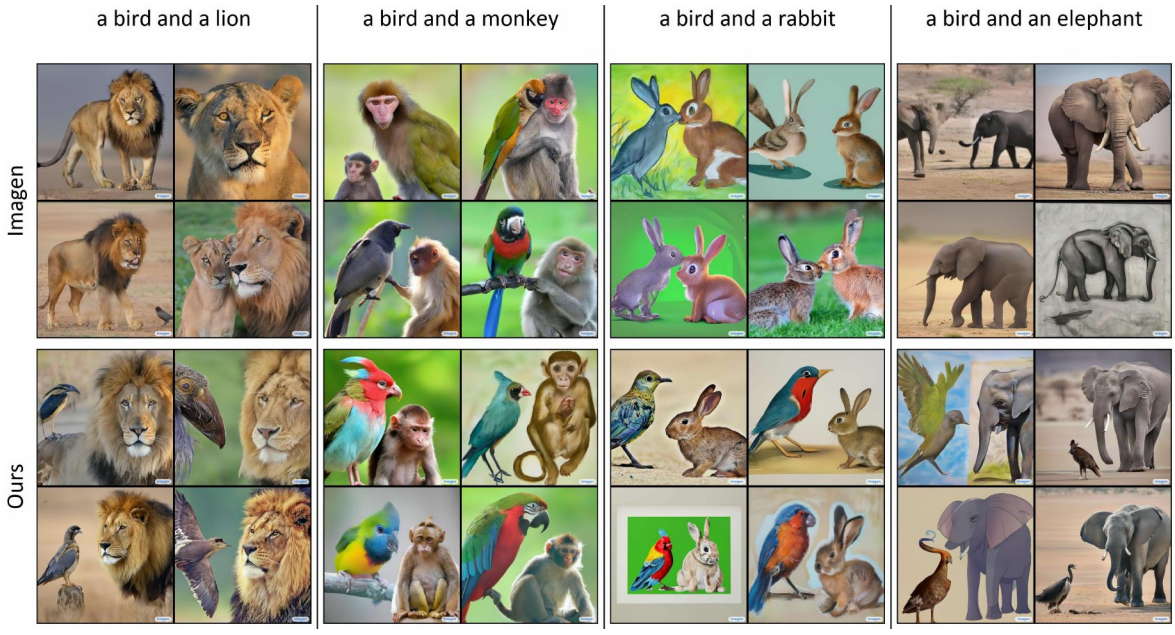 a bird and a lion
a bird and a monkey
a bird and a rabbit
a bird and an elephant
Imagen
Ours